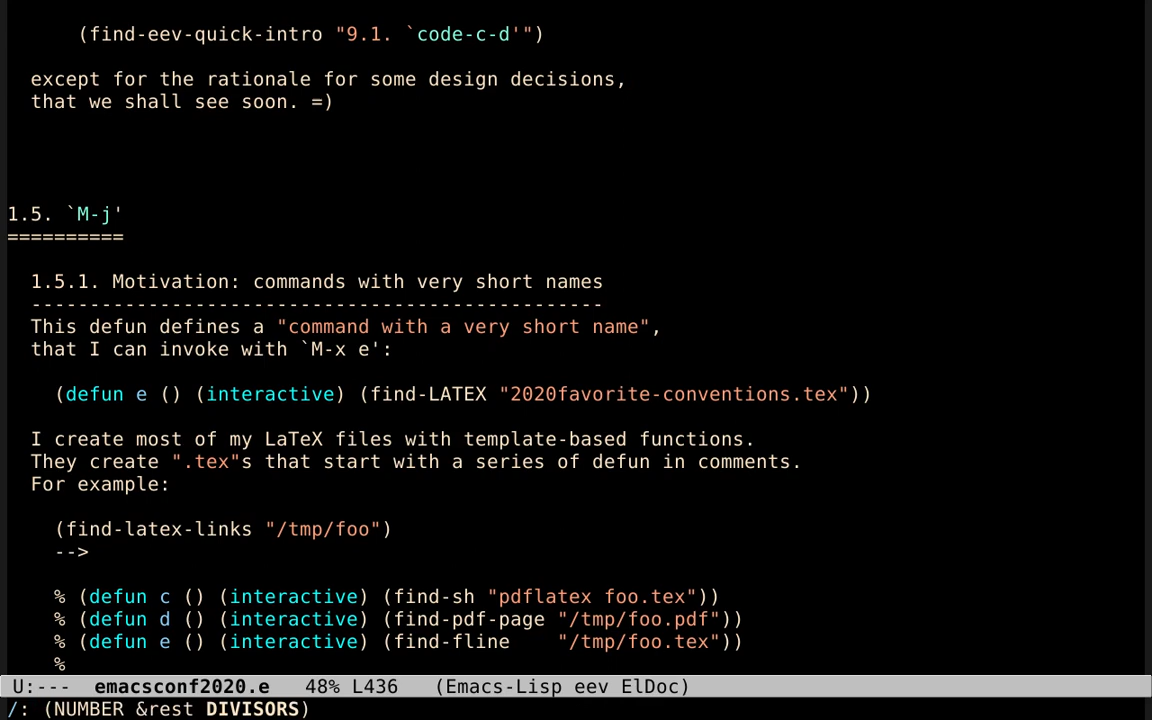 (find-eev-quick-intro "9.1. `code-c-d'")
except for the rationale for some design decisions,
that we shall see soon. =)
1.5. `M-j'
==========
1.5.1. Motivation: commands with very short names
-------------------------------------------------
This defun defines a "command with a very short name",
that I can invoke with `M-x e':
(defun e () (interactive) (find-LATEX "2020favorite-conventions.tex"))
I create most of my LaTeX files with template-based functions.
They create ".tex"s that start with a series of defun in comments.
For example:
(find-latex-links "/tmp/foo")
-->
% (defun c () (interactive) (find-sh "pdflatex foo.tex"))
% (defun d () (interactive) (find-pdf-page "/tmp/foo.pdf"))
% (defun e () (interactive) (find-fline    "/tmp/foo.tex"))
%
U:---  emacsconf2020.e   48% L436   (Emacs-Lisp eev ElDoc)
/: (NUMBER &rest DIVISORS)